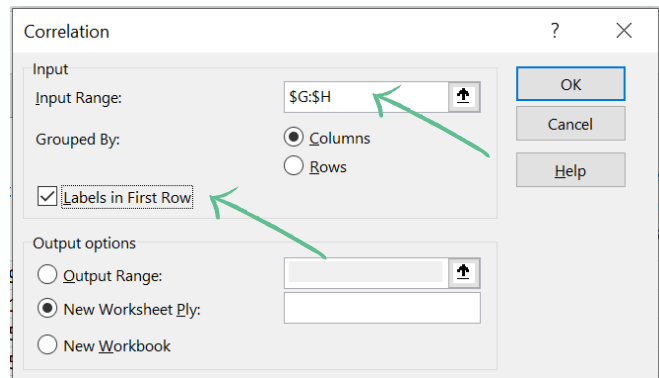 Correlation ?
Input
Input Range: $G:$H
OK
Grouped By: Columns
Cancel
Rows
Help
Labels in First Row
Output options
Output Range:
New Worksheet Ply:
New Workbook